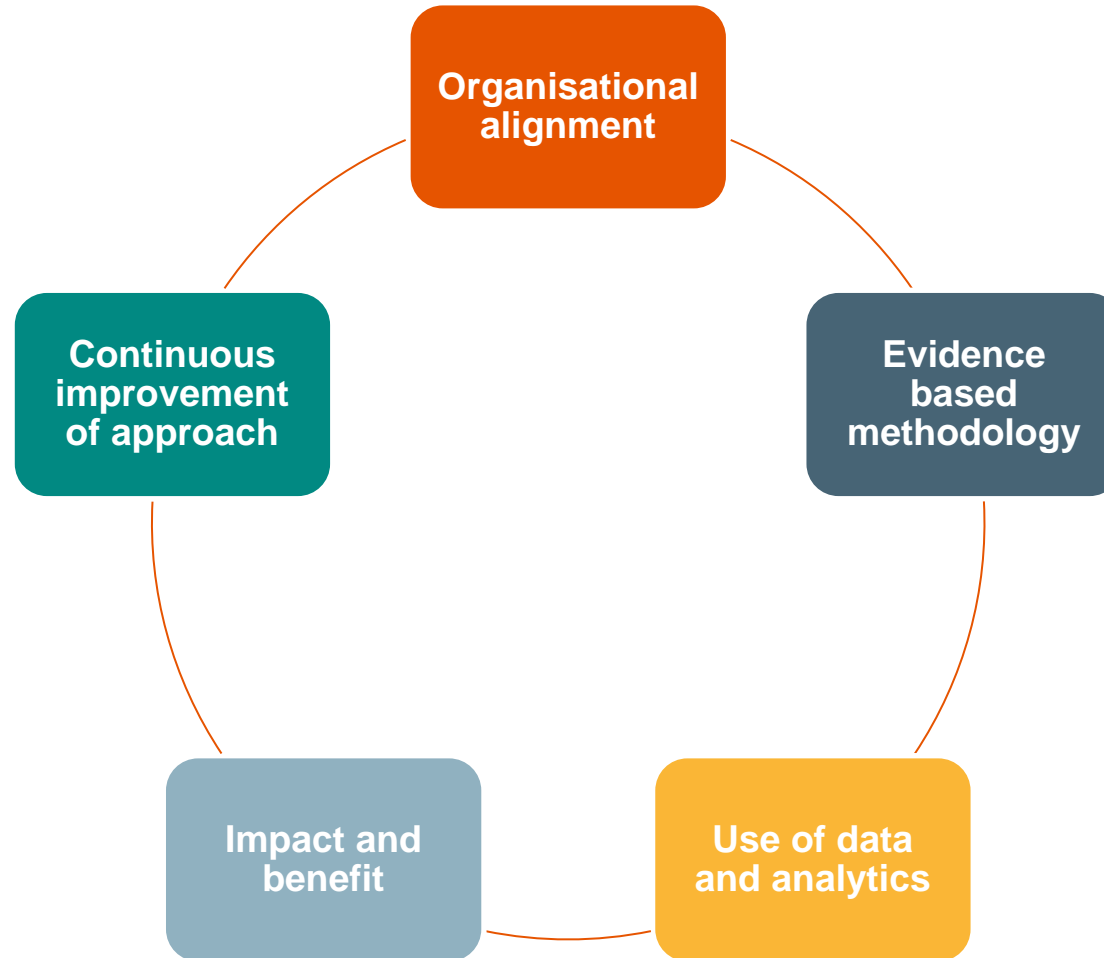 Organisational
alignment
Evidence
based
methodology
Use of data
and analytics
Impact and
benefit
Continuous
improvement
of approach